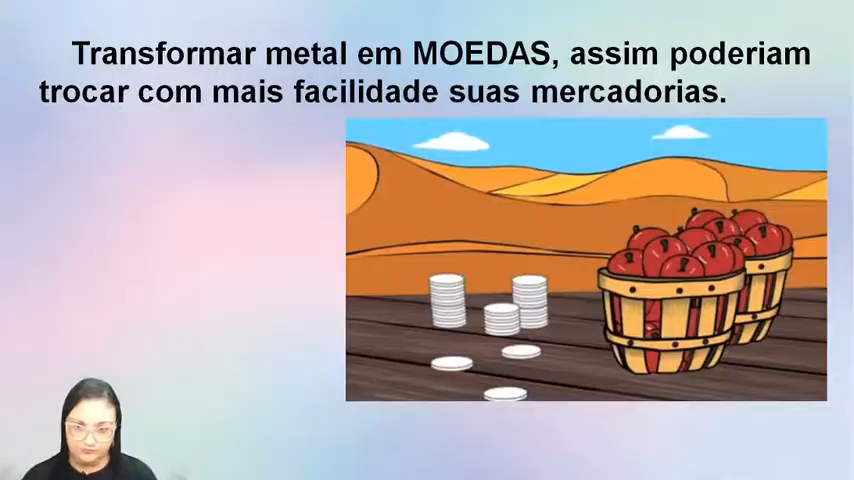 Transformar metal em MOEDAS, assim poderiam
trocar com mais facilidade suas mercadorias.